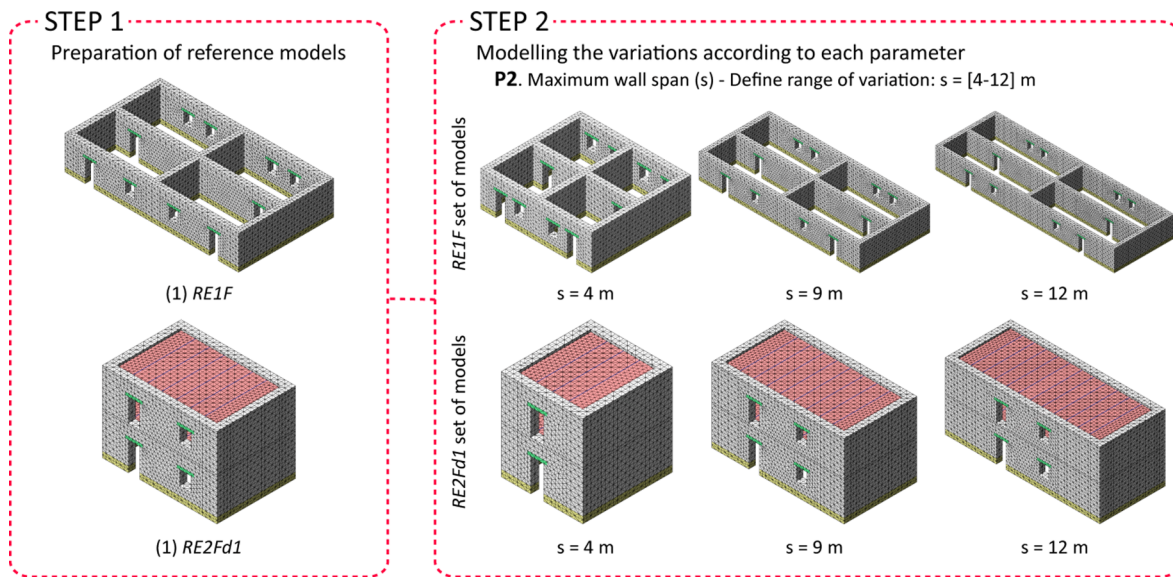 STEP 1
Preparation of reference models
(1) RE1F
(1) RE2Fd1
STEP 2
Modelling the variations according to each parameter
P2. Maximum wall span (s) - Define range of variation: s = [4-12] m
RE1F set of models
s = 4 m
s = 9 m
s = 12 m
RE2Fd1 set of models
s = 4 m
s = 9 m
s = 12 m